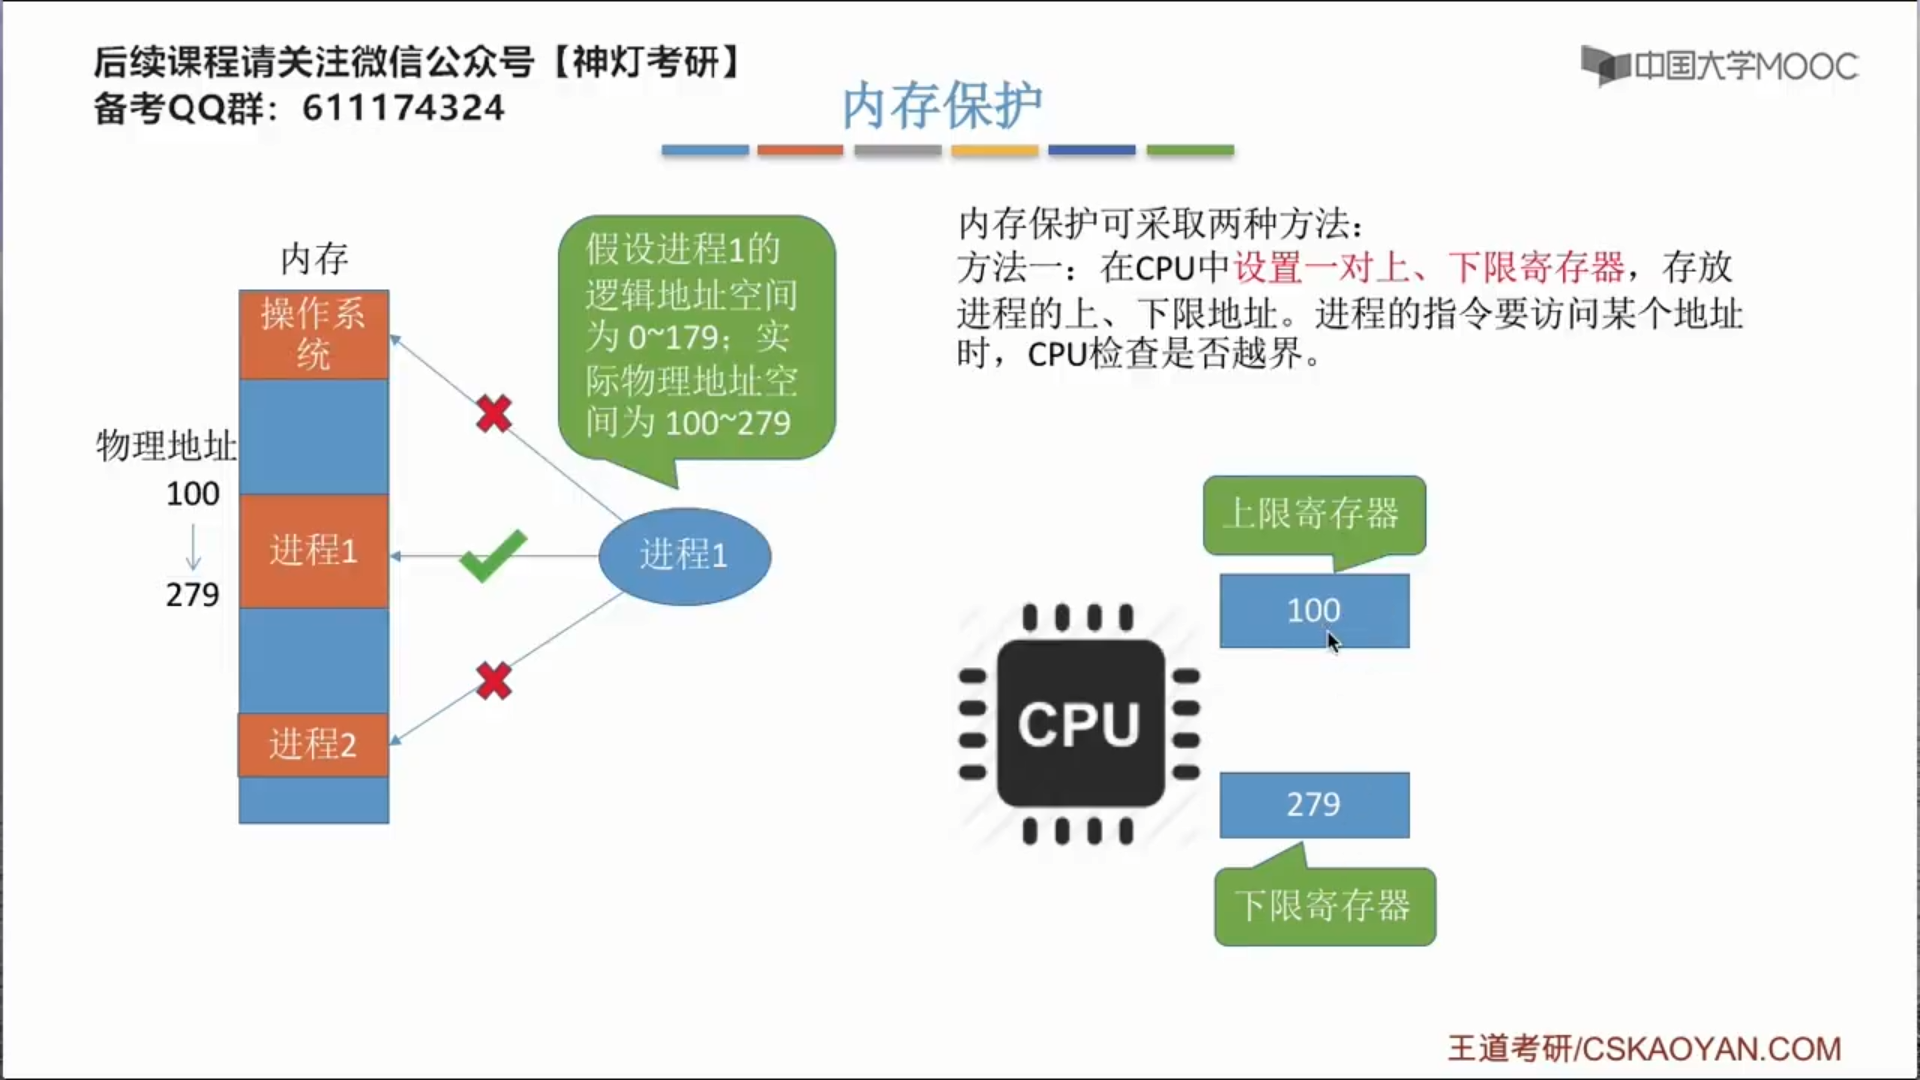 后续课程请关注微信公众号【神灯考研】
备考QQ群：611174324
中国大学MOOC
内存保护
内存
操作系
统
物理地址
100
279
进程1
进程2
假设进程1的
逻辑地址空间
为 0~179；实
际物理地址空
间为 100~279
进程1
内存保护可采取两种方法：
方法一：在CPU中设置一对上、下限寄存器，存放
进程的上、下限地址。进程的指令要访问某个地址
时，CPU检查是否越界。
上限寄存器
100
CPU
279
下限寄存器
王道考研/CSKAOYAN.COM